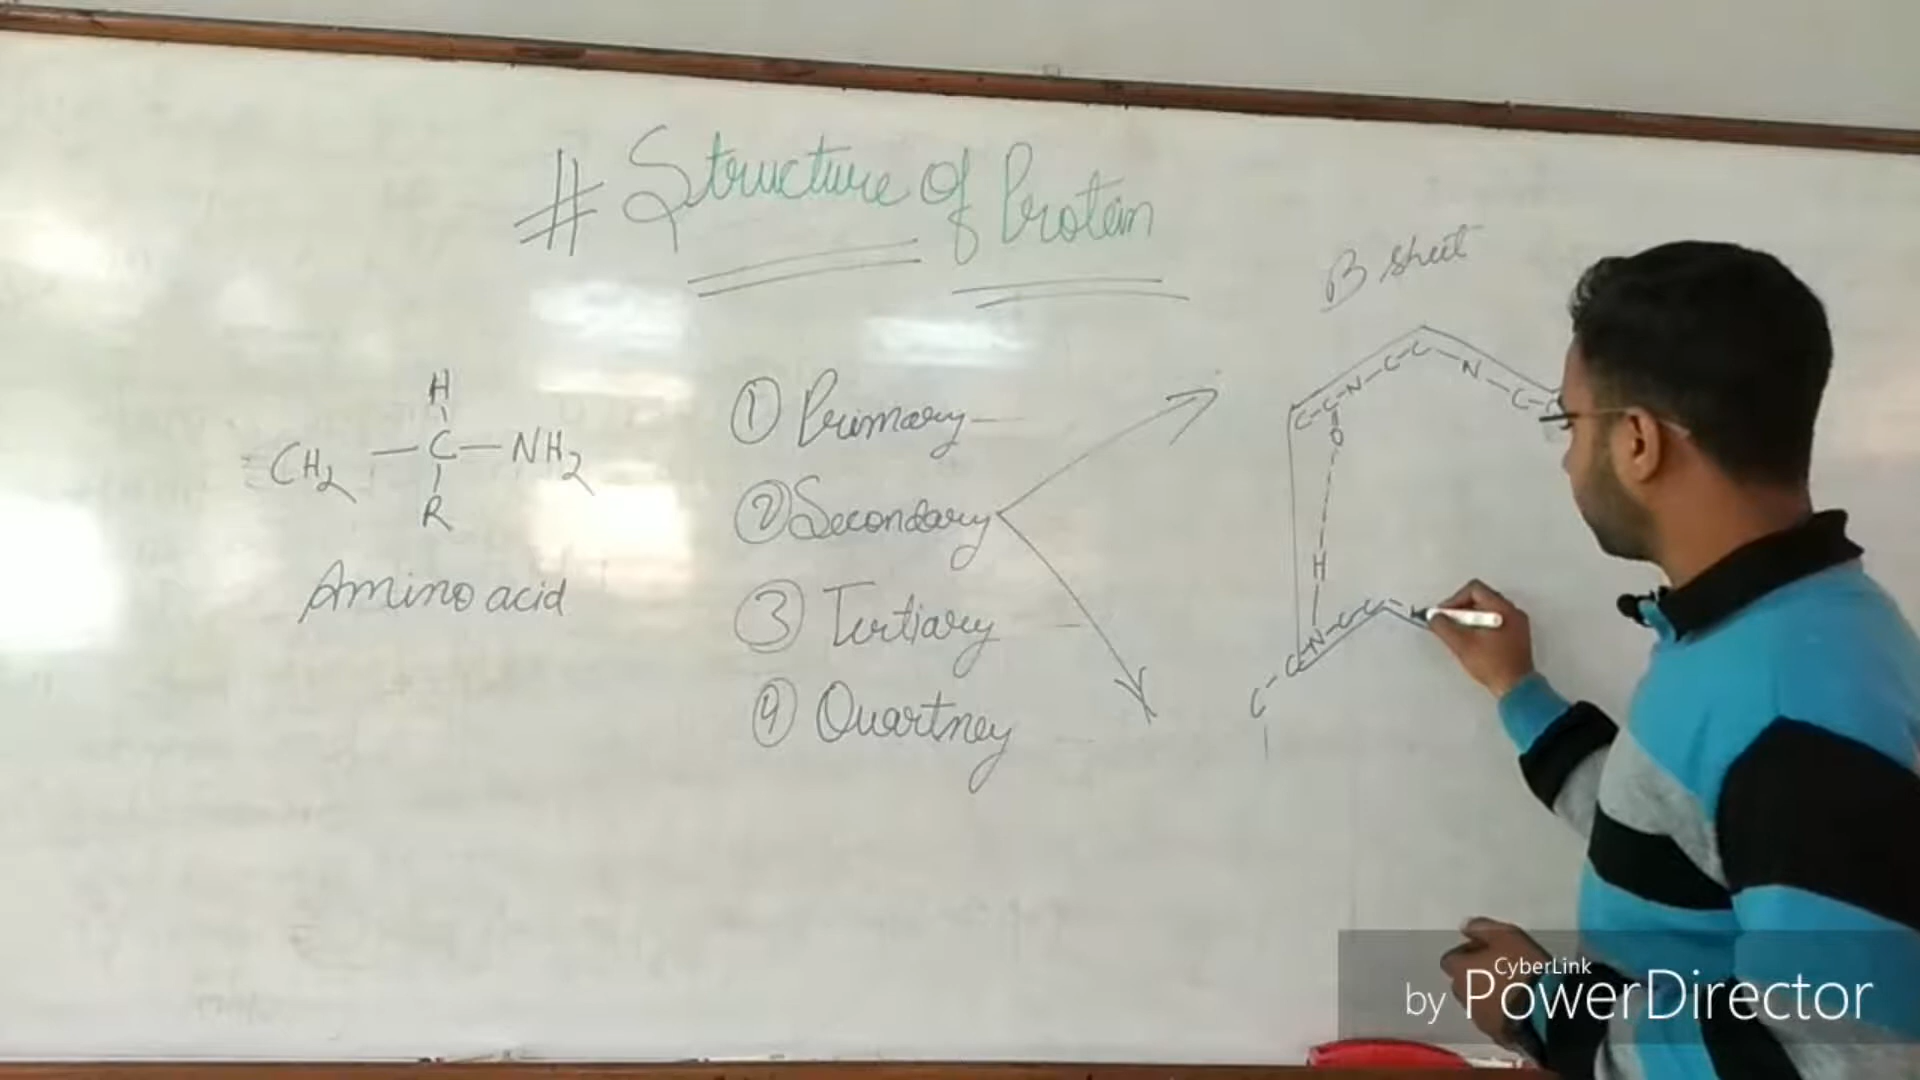 # Structure of Protein
B sheet
H
CH2 — C — NH2
R
Amino acid
① Primary
② Secondary
③ Tertiary
④ Quartney
C-C-N-C-C-N-C-C
O
H
C-C-N-C-C-
CyberLink
by PowerDirector